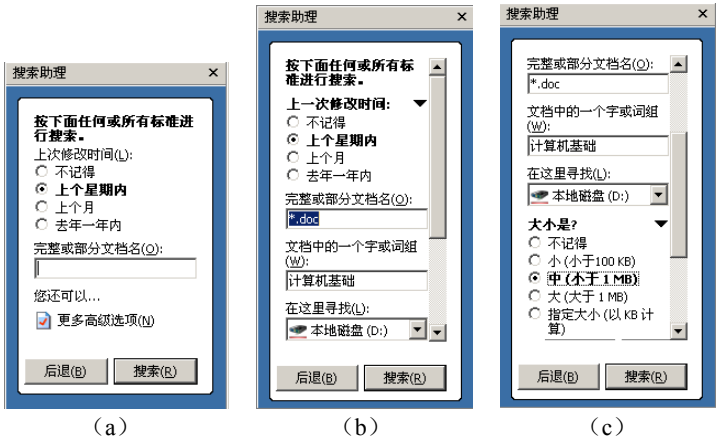 搜索助理 ×
按下面任何或所有标准进
行搜索。
上次修改时间(L):
不记得
上个星期内
上个月
去年一年内
完整或部分文档名(O):
您还可以...
更多高级选项(N)
后退(B) 搜索(R)
(a)
搜索助理 ×
按下面任何或所有标
准进行搜索。
上一次修改时间:
不记得
上个星期内
上个月
去年一年内
完整或部分文档名(O):
*.doc
文档中的一个字或词组
(W):
计算机基础
在这里寻找(L):
本地磁盘 (D:)
后退(B) 搜索(R)
(b)
搜索助理 ×
完整或部分文档名(O):
*.doc
文档中的一个字或词组
(W):
计算机基础
在这里寻找(L):
本地磁盘 (D:)
大小是?
不记得
小 (小于100 KB)
中 (小于 1 MB)
大 (大于 1 MB)
指定大小 (以 KB 计
算)
后退(B) 搜索(R)
(c)